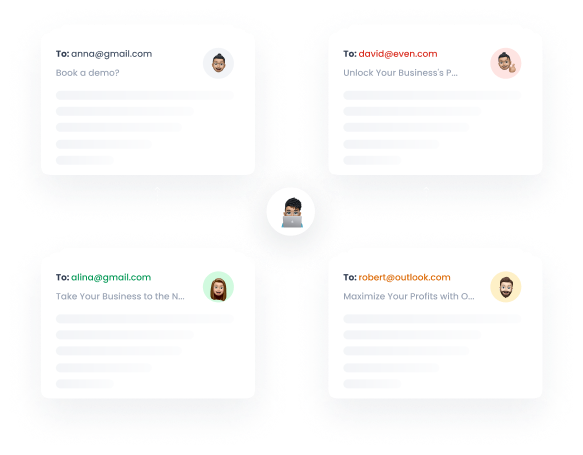 To: anna@gmail.com
Book a demo?
To: david@even.com
Unlock Your Business's P...
To: alina@gmail.com
Take Your Business to the N...
To: robert@outlook.com
Maximize Your Profits with O...